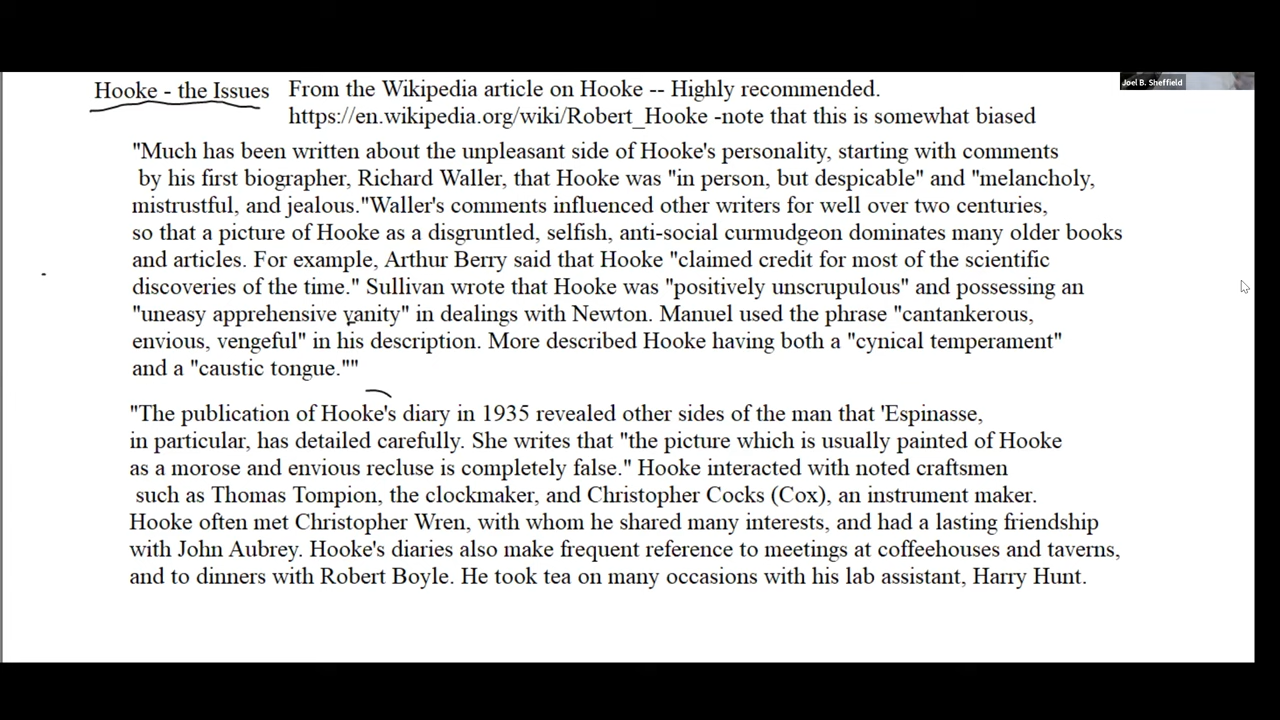 Joel B. Sheffield
Hooke - the Issues From the Wikipedia article on Hooke -- Highly recommended.
https://en.wikipedia.org/wiki/Robert_Hooke -note that this is somewhat biased
"Much has been written about the unpleasant side of Hooke's personality, starting with comments
by his first biographer, Richard Waller, that Hooke was "in person, but despicable" and "melancholy,
mistrustful, and jealous."Waller's comments influenced other writers for well over two centuries,
so that a picture of Hooke as a disgruntled, selfish, anti-social curmudgeon dominates many older books
and articles. For example, Arthur Berry said that Hooke "claimed credit for most of the scientific
discoveries of the time." Sullivan wrote that Hooke was "positively unscrupulous" and possessing an
"uneasy apprehensive vanity" in dealings with Newton. Manuel used the phrase "cantankerous,
envious, vengeful" in his description. More described Hooke having both a "cynical temperament"
and a "caustic tongue.""
"The publication of Hooke's diary in 1935 revealed other sides of the man that 'Espinasse,
in particular, has detailed carefully. She writes that "the picture which is usually painted of Hooke
as a morose and envious recluse is completely false." Hooke interacted with noted craftsmen
such as Thomas Tompion, the clockmaker, and Christopher Cocks (Cox), an instrument maker.
Hooke often met Christopher Wren, with whom he shared many interests, and had a lasting friendship
with John Aubrey. Hooke's diaries also make frequent reference to meetings at coffeehouses and taverns,
and to dinners with Robert Boyle. He took tea on many occasions with his lab assistant, Harry Hunt.